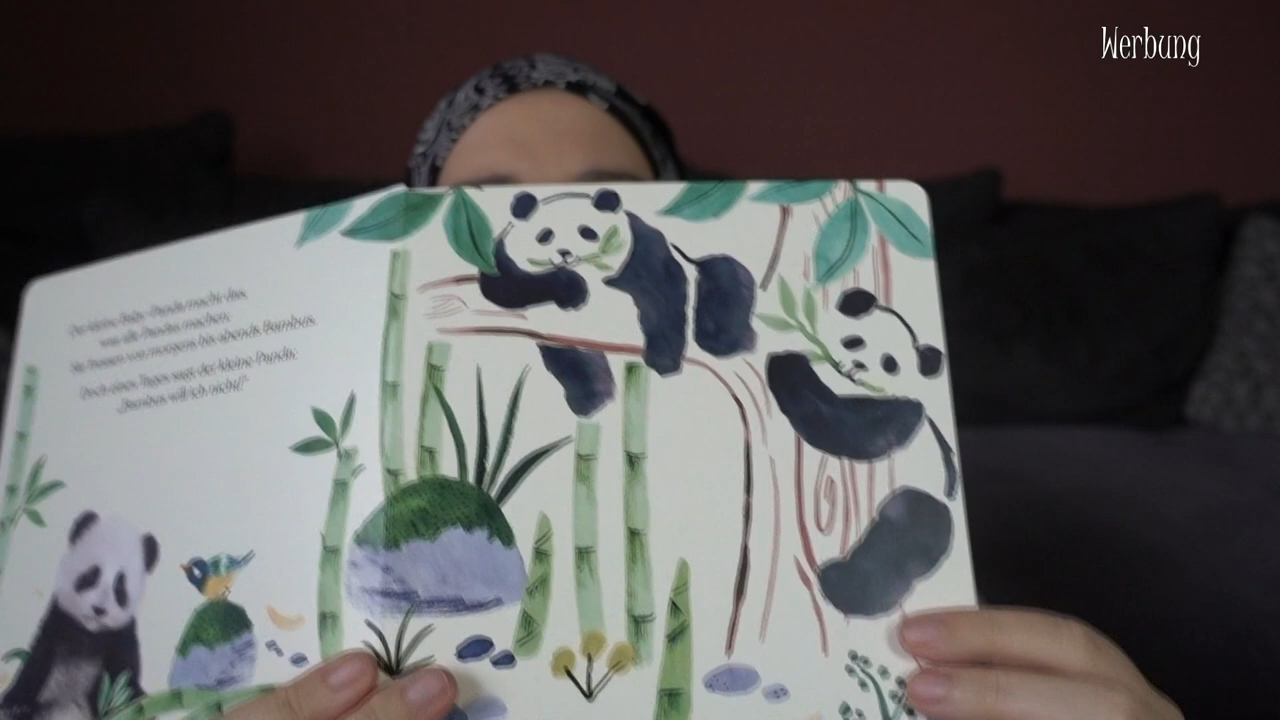 Werbung
Der kleine Baby-Panda macht das,
was alle Pandas machen:
Sie fressen von morgens bis abends Bambus.
Doch eines Tages sagt der kleine Panda:
„Bambus will ich nicht!“